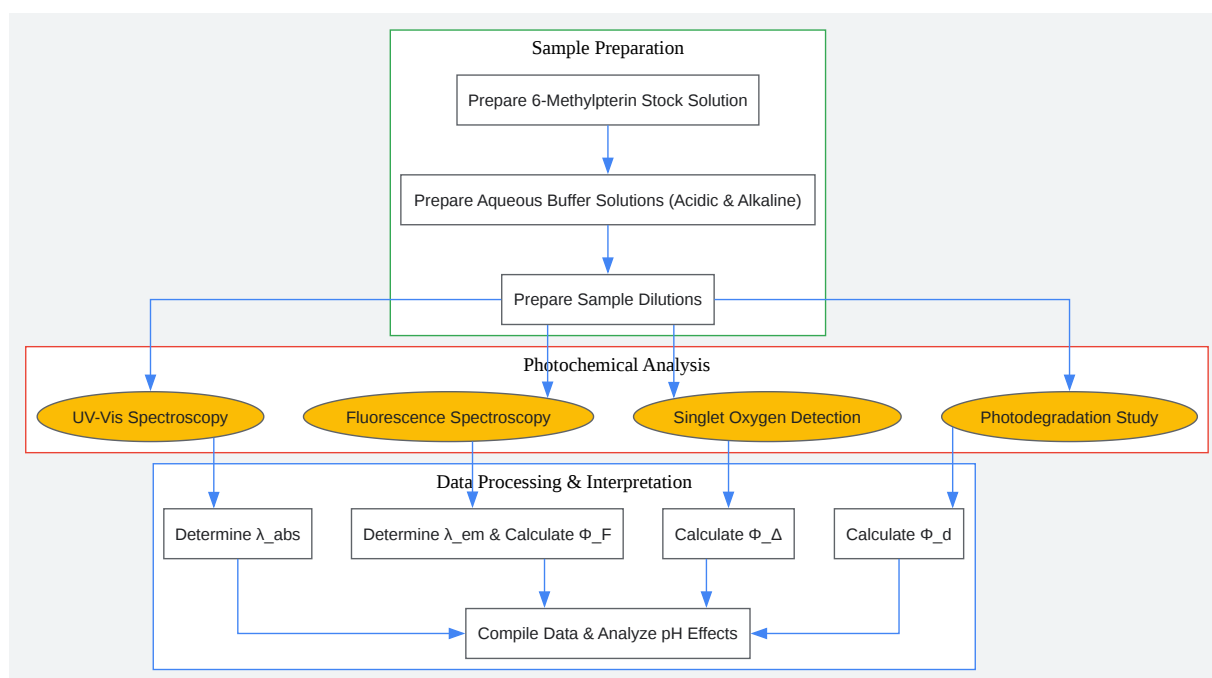 Sample Preparation
Prepare 6-Methylpterin Stock Solution
Prepare Aqueous Buffer Solutions (Acidic & Alkaline)
Prepare Sample Dilutions
Photochemical Analysis
UV-Vis Spectroscopy
Fluorescence Spectroscopy
Singlet Oxygen Detection
Photodegradation Study
Data Processing & Interpretation
Determine λ_abs
Determine λ_em & Calculate Φ_F
Calculate Φ_Δ
Calculate Φ_d
Compile Data & Analyze pH Effects